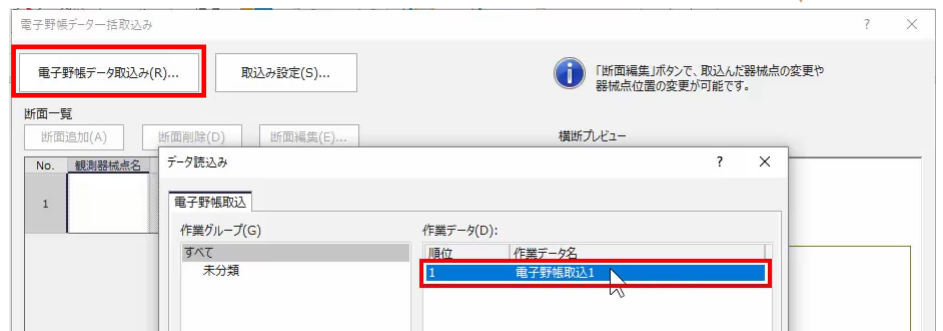 電子野帳データ一括取込み
電子野帳データ取込み(R)...
取込み設定(S)...
「断面編集」ボタンで、取込んだ器械点の変更や
器械点位置の変更が可能です。
断面一覧
断面追加(A)
断面削除(D)
断面編集(E)...
横断プレビュー
No.
観測器械点名
1
データ読込み
電子野帳取込
作業グループ(G)
すべて
未分類
作業データ(D):
順位 作業データ名
1 電子野帳取込1